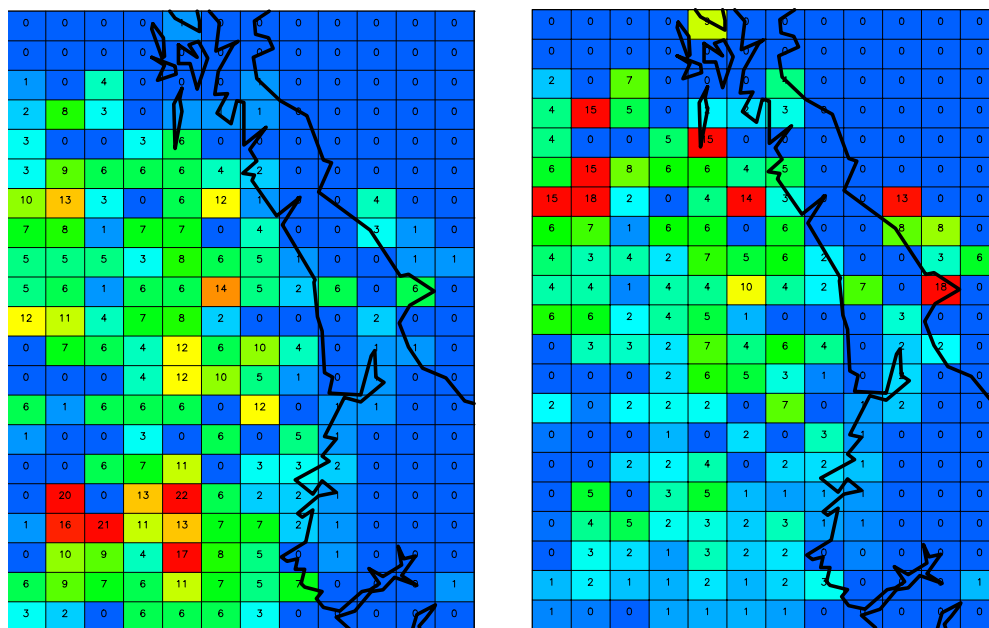 0 0 0 0 0 0 0 0 0 0 0
0 0 0 0 0 0 0 0 0 0 0
1 0 4 0 0 0 0 0 0 0 0
2 8 3 0 1 0 0 0 0 0
3 0 0 3 6 0 0 0 0 0 0
3 9 6 6 6 4 2 0 0 0 0 0
10 13 3 0 6 12 1 0 4 0 0
7 8 1 7 7 0 4 0 0 3 1 0
5 5 5 3 8 6 5 1 0 0 1 1
5 6 1 6 6 14 5 2 6 0 6 0
12 11 4 7 8 2 0 0 0 2 0 0
0 7 6 4 12 6 10 4 0 1 1 0
0 0 0 4 12 10 5 1 0 0 0
6 1 6 6 6 0 12 0 1 0 0
1 0 0 3 0 6 0 5 1 0 0 0
0 0 6 7 11 0 3 3 2 0 0 0
0 20 0 13 22 6 2 2 1 0 0 0
1 16 21 11 13 7 7 2 1 0 0 0
0 10 9 4 17 8 5 0 1 0 0 0
6 9 7 6 11 7 5 7 0 0 1
3 2 0 6 6 6 3 0 0 0 0 0
0 0 0 0 9 0 0 0 0 0 0
0 0 0 0 0 0 0 0 0 0 0
2 0 7 0 0 4 0 0 0 0 0
4 15 5 0 1 2 3 0 0 0 0 0
4 0 0 5 15 0 0 0 0 0 0
6 15 8 6 6 4 5 0 0 0 0 0
15 18 2 0 4 14 3 0 0 13 0 0
6 7 1 6 6 0 6 0 0 8 8 0
4 3 4 2 7 5 6 2 0 0 3 6
4 4 1 4 4 10 4 2 7 0 18 0
6 6 2 4 5 1 0 0 0 3 0 0
0 3 3 2 7 4 6 4 0 2 2 0
0 0 0 2 6 5 3 1 0 2 0 0
2 0 2 2 2 0 7 0 1 2 0 0
0 0 0 1 0 2 0 3 1 0 0 0
0 0 2 2 4 0 2 2 1 0 0 0
0 5 0 3 5 1 1 1 1 0 0 0
0 4 5 2 3 2 3 1 1 0 0 0
0 3 2 1 3 2 2 0 0 0 0 0
1 2 1 1 2 1 2 3 0 0 1
1 0 0 1 1 1 1 0 0 0 0 0